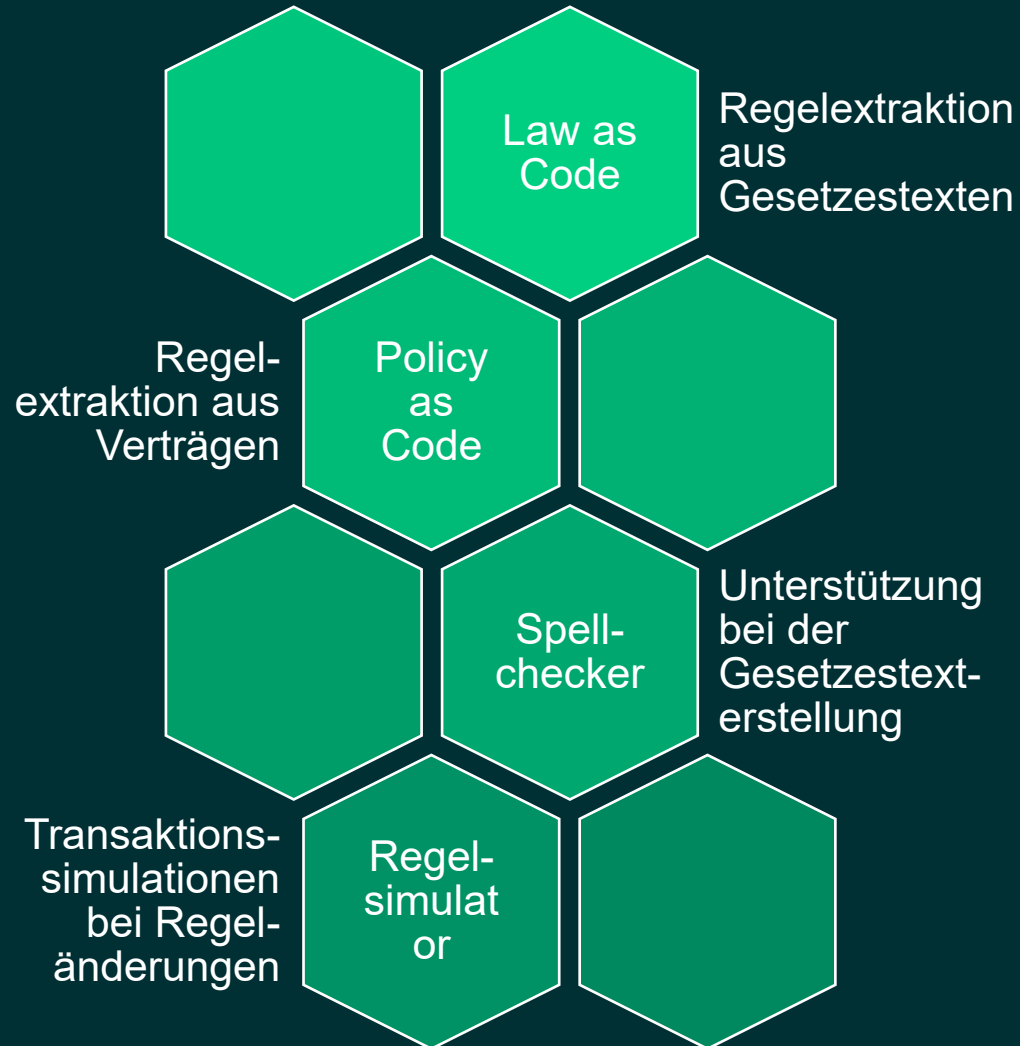 Law as
Code
Regelextraktion
aus
Gesetzestexten
Regel-
extraktion aus
Verträgen
Policy
as
Code
Spell-
checker
Unterstützung
bei der
Gesetzestext-
erstellung
Transaktions-
simulationen
bei Regel-
änderungen
Regel-
simulat
or